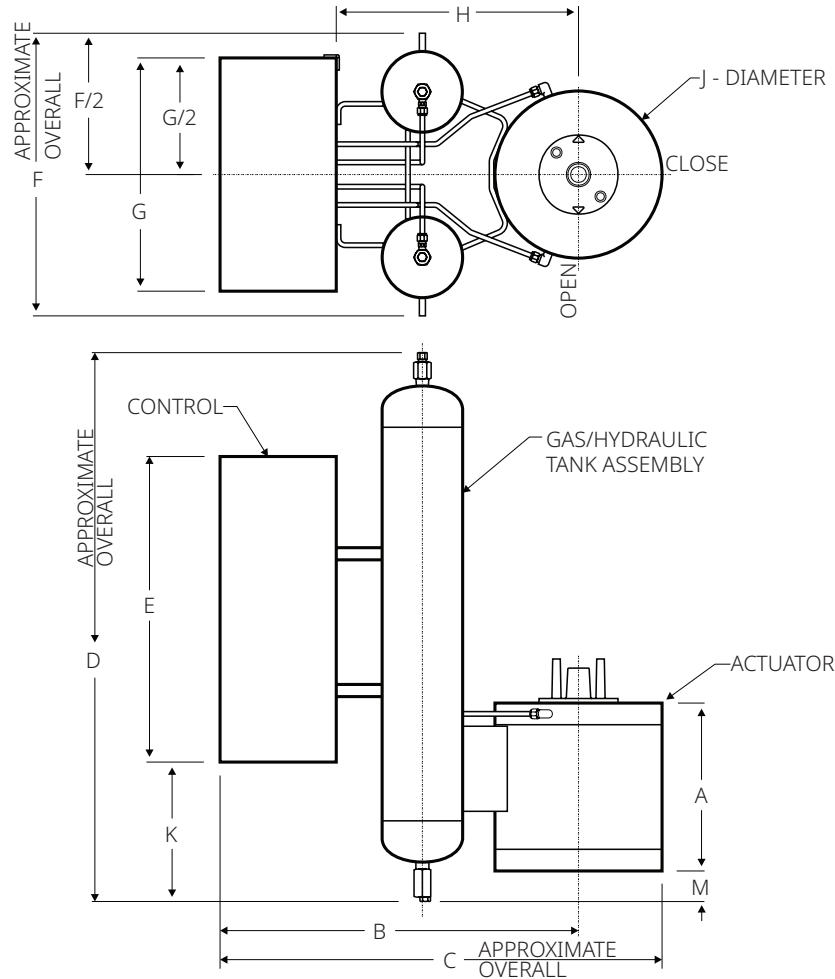 H
APPROXIMATE
OVERALL
F/2
G/2
J - DIAMETER
CLOSE
F
G
OPEN
CONTROL
APPROXIMATE
OVERALL
GAS/HYDRAULIC
TANK ASSEMBLY
E
D
ACTUATOR
A
K
M
B
C APPROXIMATE
OVERALL